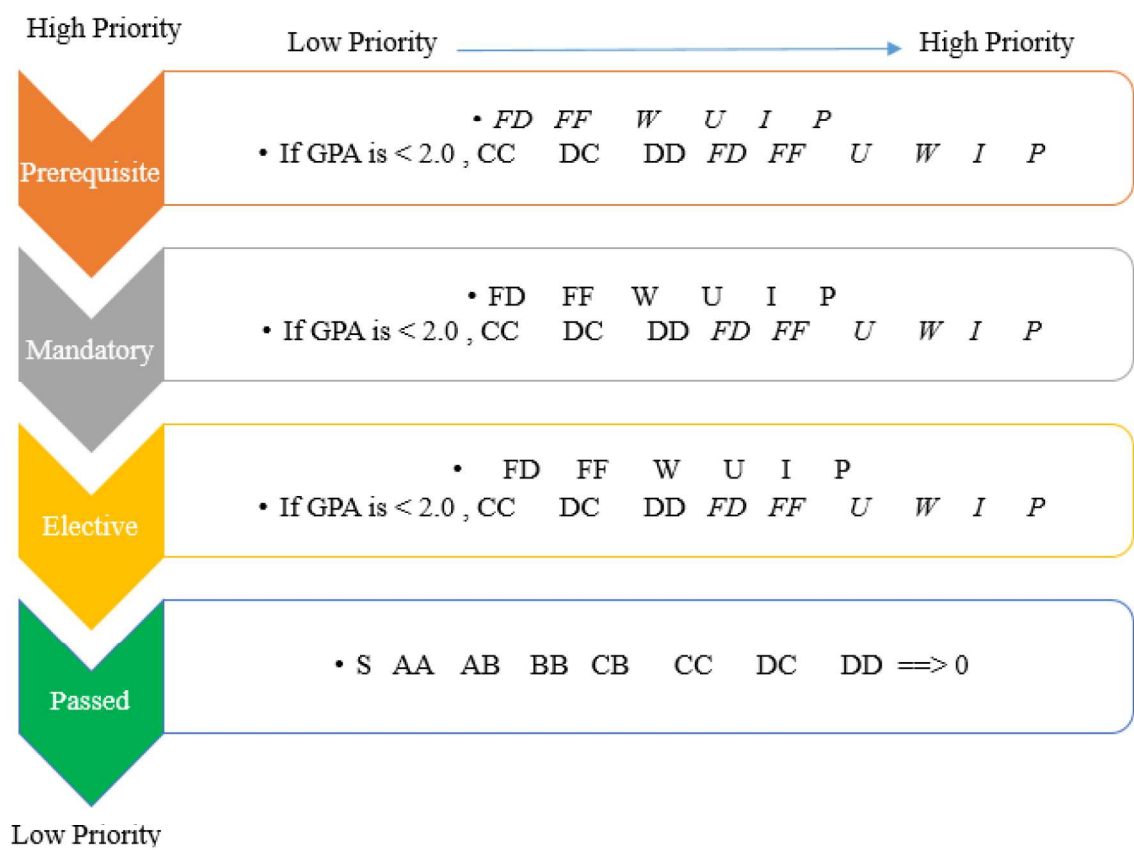 High Priority
Low Priority High Priority
Prerequisite
• FD FF W U I P
• If GPA is < 2.0 , CC DC DD FD FF U W I P
Mandatory
• FD FF W U I P
• If GPA is < 2.0 , CC DC DD FD FF U W I P
Elective
• FD FF W U I P
• If GPA is < 2.0 , CC DC DD FD FF U W I P
Passed
• S AA AB BB CB CC DC DD ==> 0
Low Priority